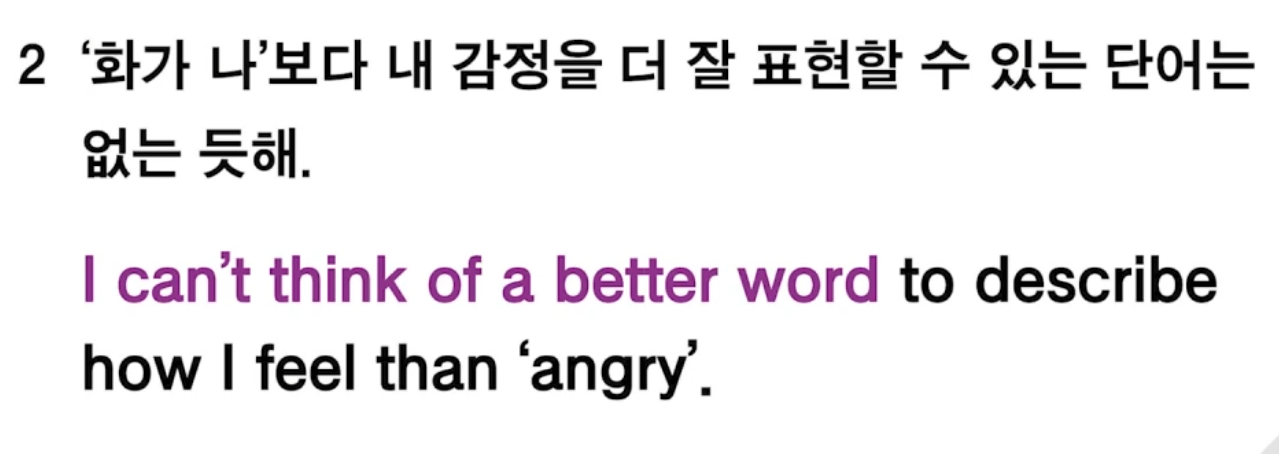 2 ‘화가 나’보다 내 감정을 더 잘 표현할 수 있는 단어는
없는 듯해.
I can’t think of a better word to describe
how I feel than ‘angry’.